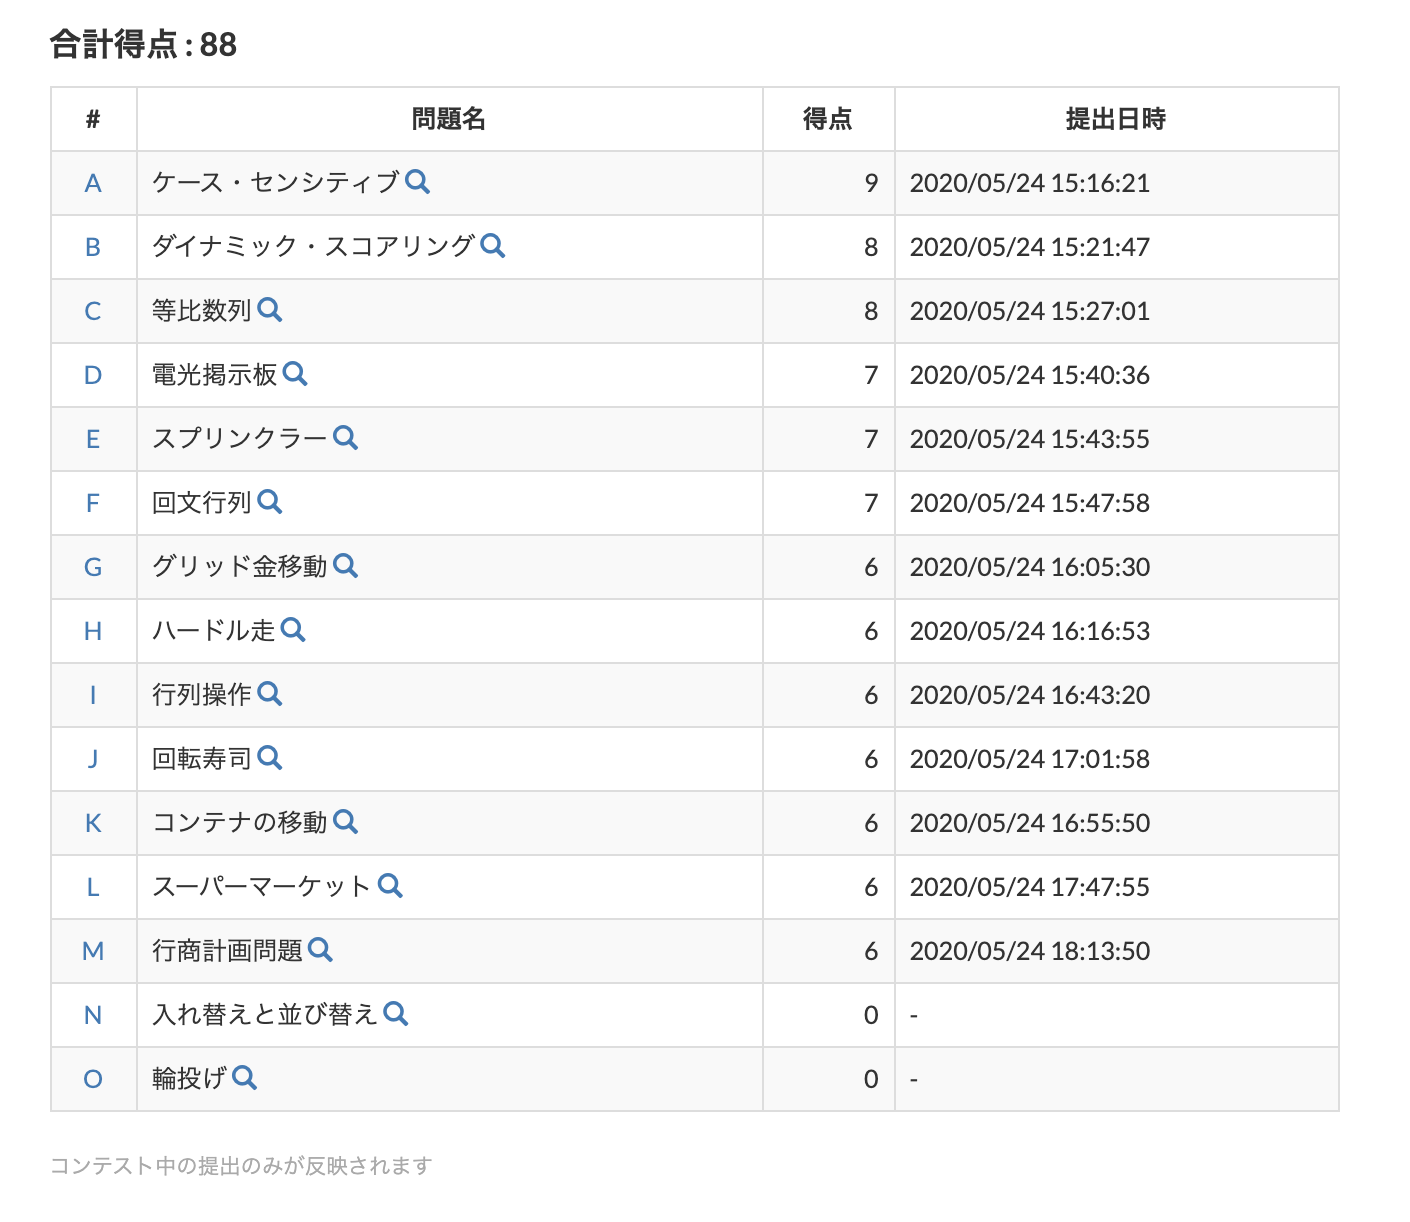 合計得点 : 88
# 問題名 得点 提出日時
A ケース・センシティブ 9 2020/05/24 15:16:21
B ダイナミック・スコアリング 8 2020/05/24 15:21:47
C 等比数列 8 2020/05/24 15:27:01
D 電光掲示板 7 2020/05/24 15:40:36
E スプリンクラー 7 2020/05/24 15:43:55
F 回文行列 7 2020/05/24 15:47:58
G グリッド金移動 6 2020/05/24 16:05:30
H ハードル走 6 2020/05/24 16:16:53
I 行列操作 6 2020/05/24 16:43:20
J 回転寿司 6 2020/05/24 17:01:58
K コンテナの移動 6 2020/05/24 16:55:50
L スーパーマーケット 6 2020/05/24 17:47:55
M 行商計画問題 6 2020/05/24 18:13:50
N 入れ替えと並び替え 0 -
O 輪投げ 0 -
コンテスト中の提出のみが反映されます